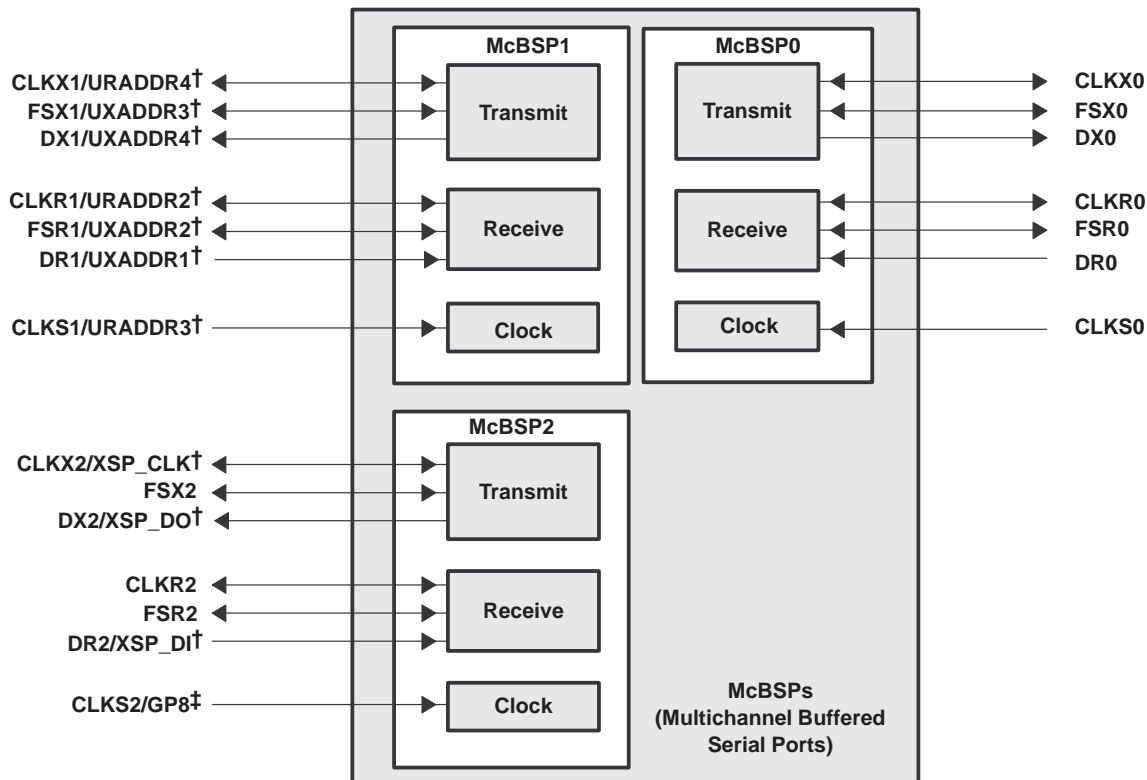 McBSP1
McBSP0
CLKX1/URADDR4†
FSX1/UXADDR3†
DX1/UXADDR4†
Transmit
Transmit
CLKX0
FSX0
DX0
CLKR1/URADDR2†
FSR1/UXADDR2†
DR1/UXADDR1†
Receive
Receive
CLKR0
FSR0
DR0
CLKS1/URADDR3†
Clock
Clock
CLKS0
McBSP2
CLKX2/XSP_CLK†
FSX2
DX2/XSP_DO†
Transmit
CLKR2
FSR2
DR2/XSP_DI†
Receive
CLKS2/GP8‡
Clock
McBSPs
(Multichannel Buffered
Serial Ports)